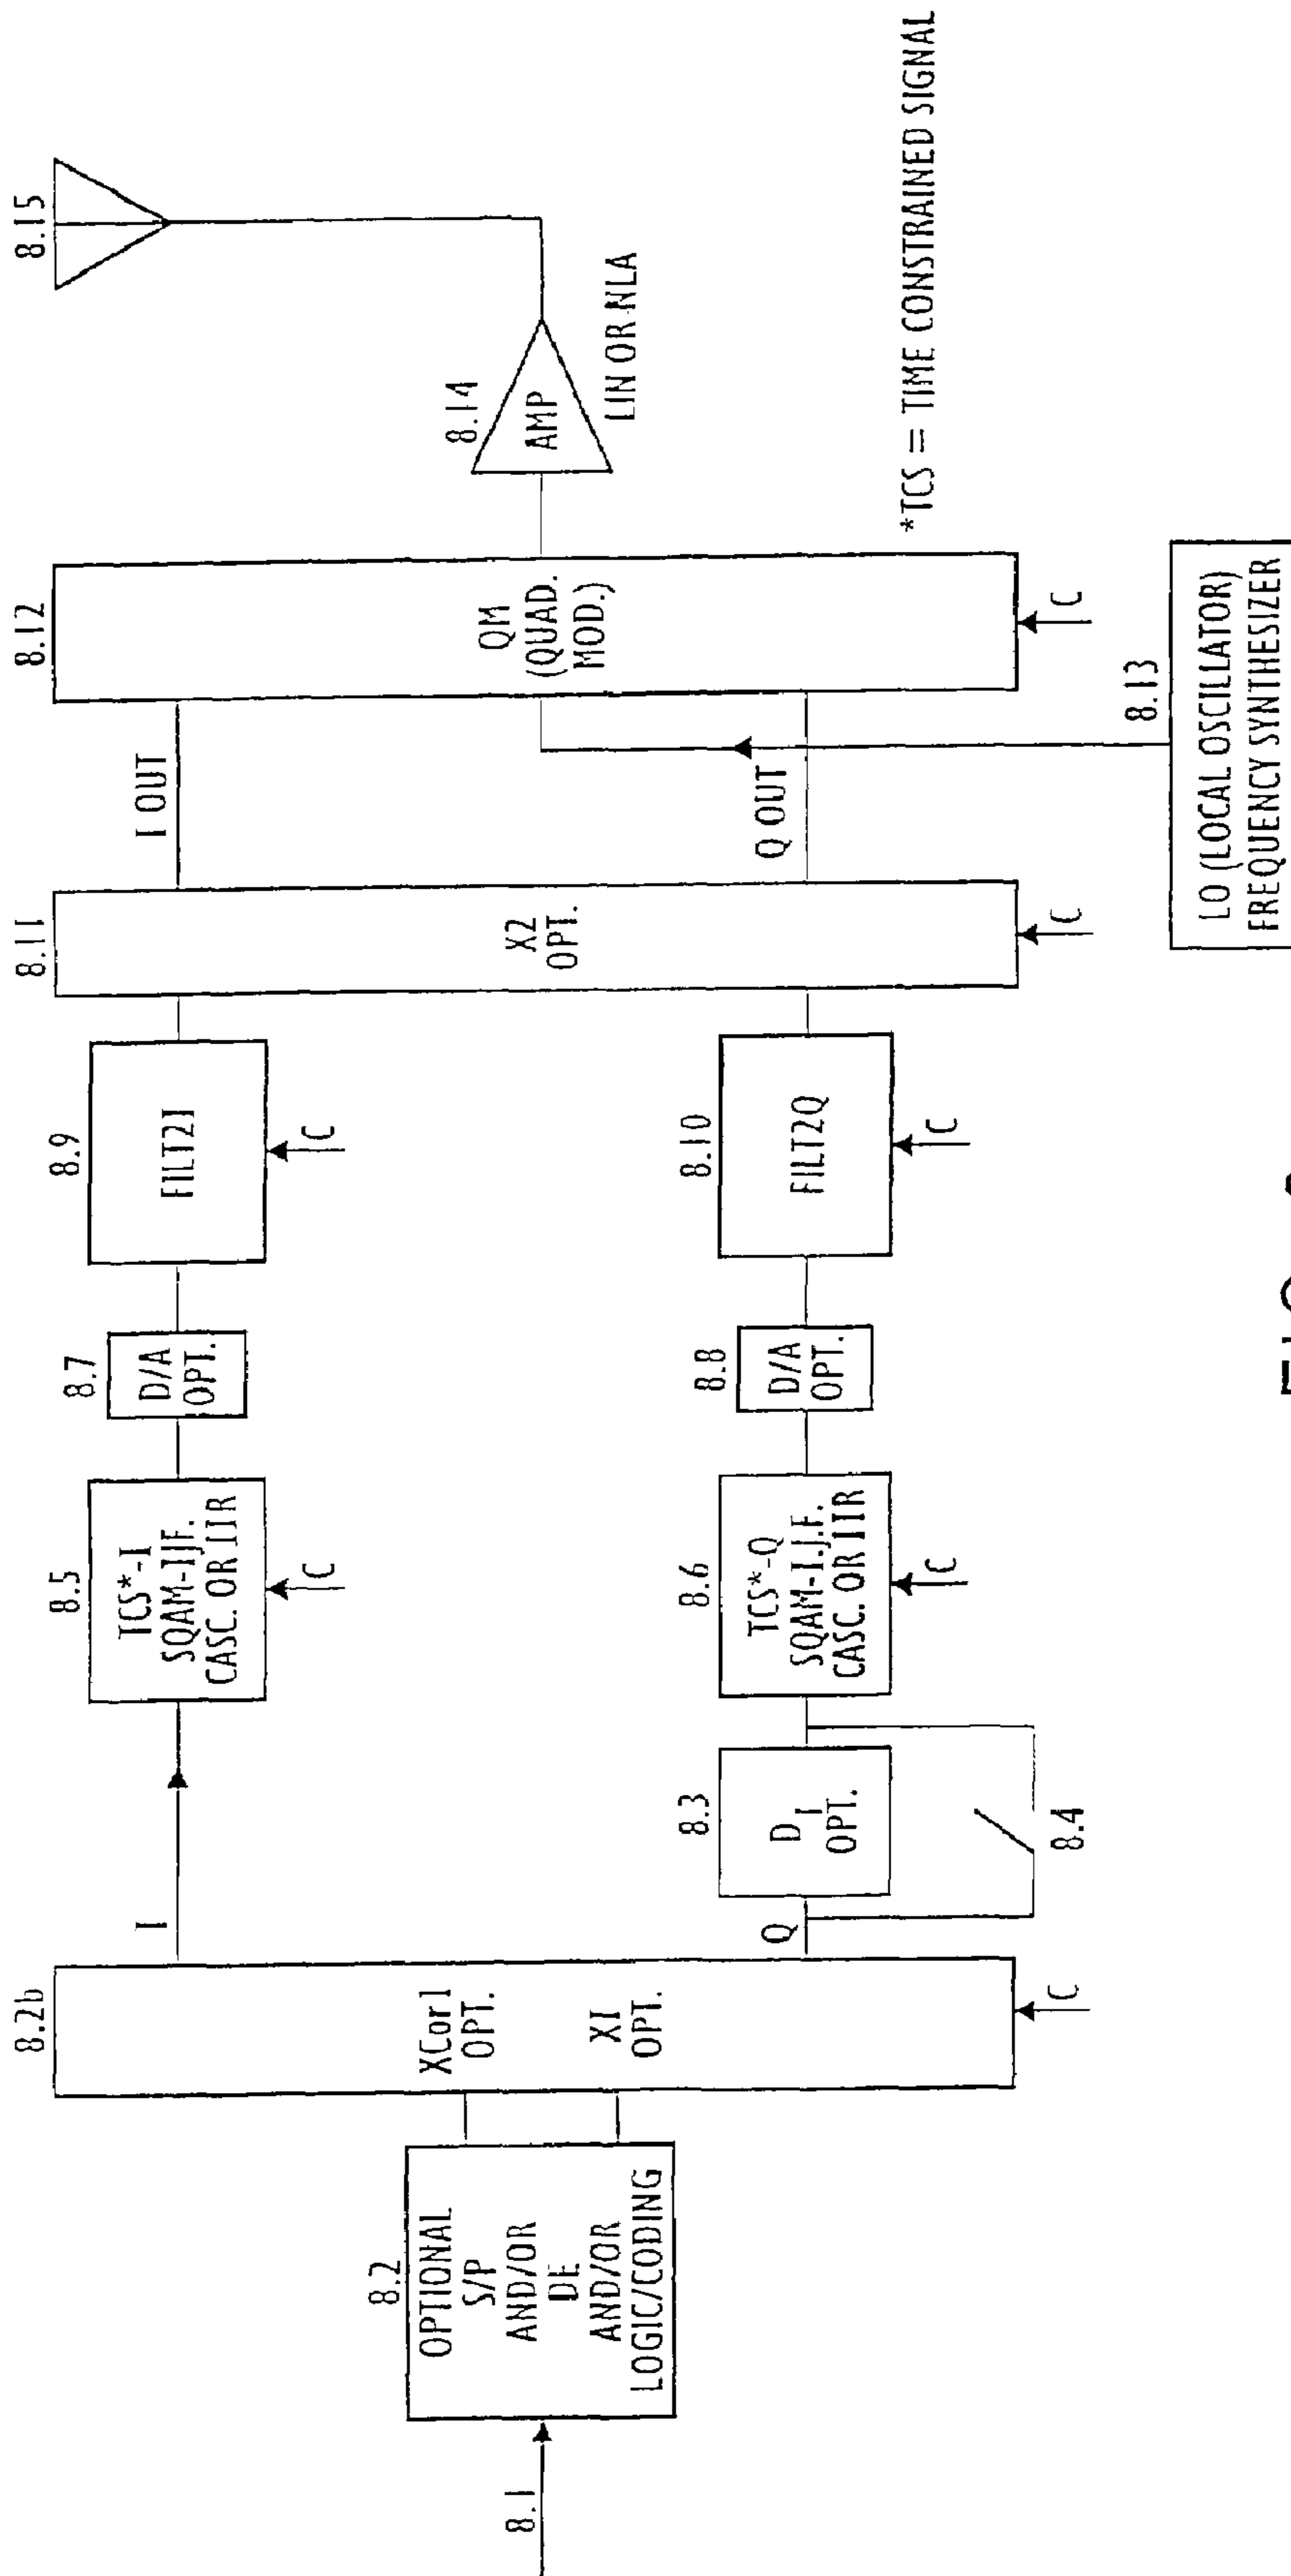 8.1
8.2
OPTIONAL
S/P
AND/OR
DE
AND/OR
LOGIC/CODING
8.2b
XCor1
OPT.
X1
OPT.
C
I
Q
8.3
D
1
OPT.
8.4
8.5
TCS*-I
SQAM-IJF.
CASC. OR IIR
C
8.6
TCS*-Q
SQAM-I.J.F.
CASC. OR IIR
C
8.7
D/A
OPT.
8.8
D/A
OPT.
8.9
FILT2I
C
8.10
FILT2Q
C
8.11
X2
OPT.
C
I OUT
Q OUT
8.12
QM
(QUAD.
MOD.)
C
8.13
LO (LOCAL OSCILLATOR)
FREQUENCY SYNTHESIZER
8.14
AMP
LIN OR NLA
8.15
*TCS = TIME CONSTRAINED SIGNAL